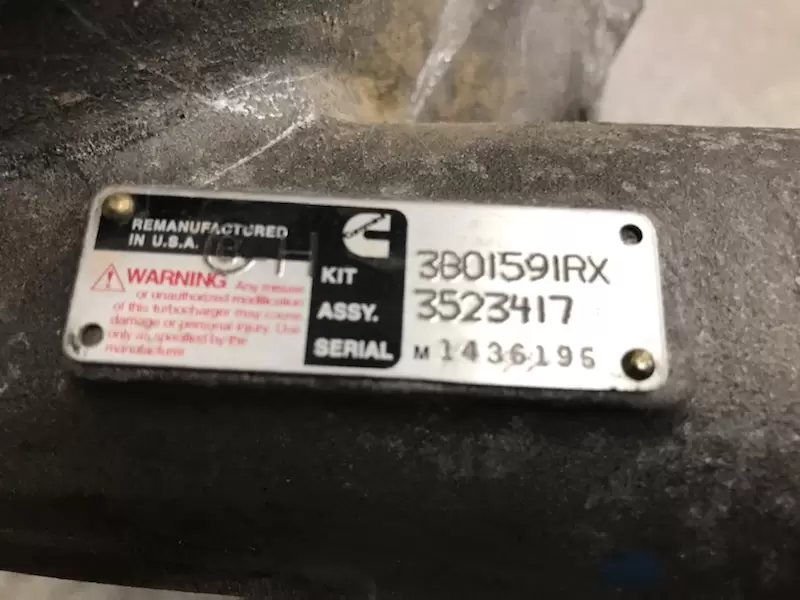 REMANUFACTURED
IN U.S.A.
C H
WARNING Any misuse
or unauthorized modification
of this turbocharger may cause
damage or personal injury. Use
only as specified by the
manufacturer
KIT 3801591RX
ASSY. 3523417
SERIAL M 1436196